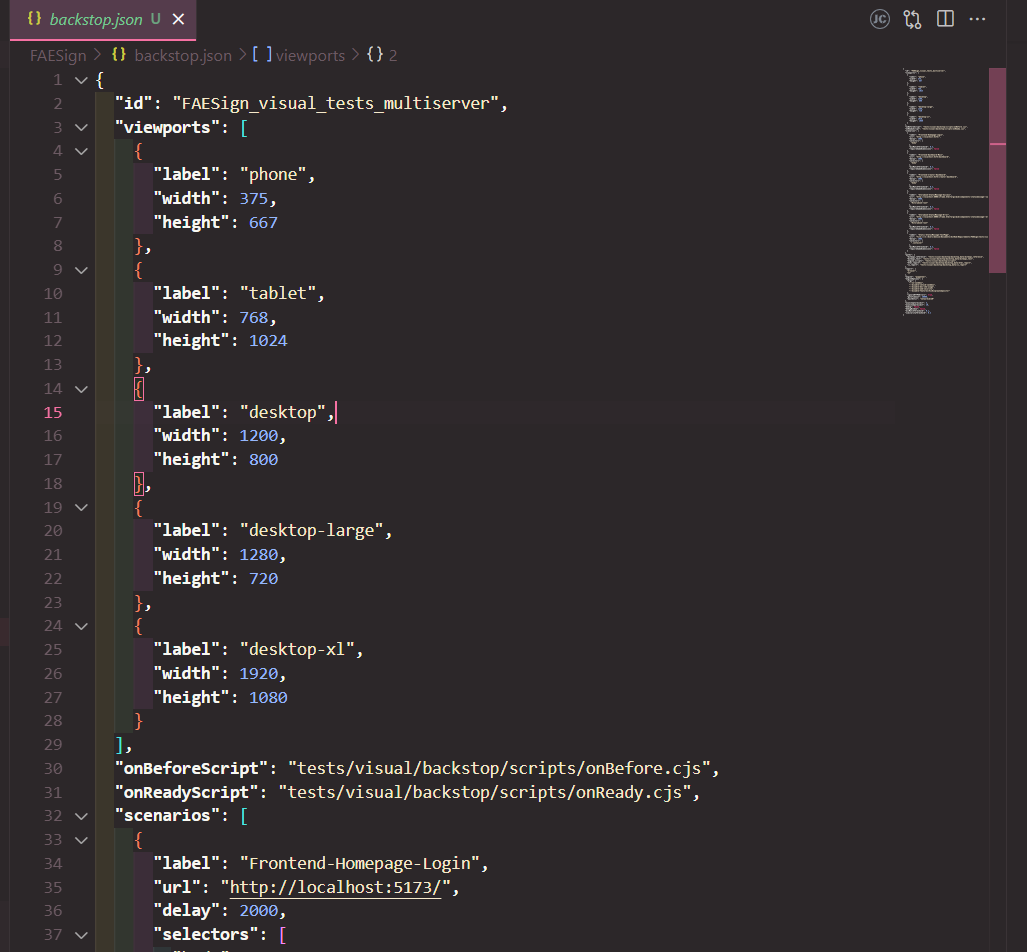 {} backstop.json U ×
JC
FAESign > {} backstop.json > [ ] viewports > {} 2
1 {
2 "id": "FAESign_visual_tests_multiserver",
3 "viewports": [
4 {
5 "label": "phone",
6 "width": 375,
7 "height": 667
8 },
9 {
10 "label": "tablet",
11 "width": 768,
12 "height": 1024
13 },
14 {
15 "label": "desktop",
16 "width": 1200,
17 "height": 800
18 },
19 {
20 "label": "desktop-large",
21 "width": 1280,
22 "height": 720
23 },
24 {
25 "label": "desktop-xl",
26 "width": 1920,
27 "height": 1080
28 }
29 ],
30 "onBeforeScript": "tests/visual/backstop/scripts/onBefore.cjs",
31 "onReadyScript": "tests/visual/backstop/scripts/onReady.cjs",
32 "scenarios": [
33 {
34 "label": "Frontend-Homepage-Login",
35 "url": "http://localhost:5173/",
36 "delay": 2000,
37 "selectors": [